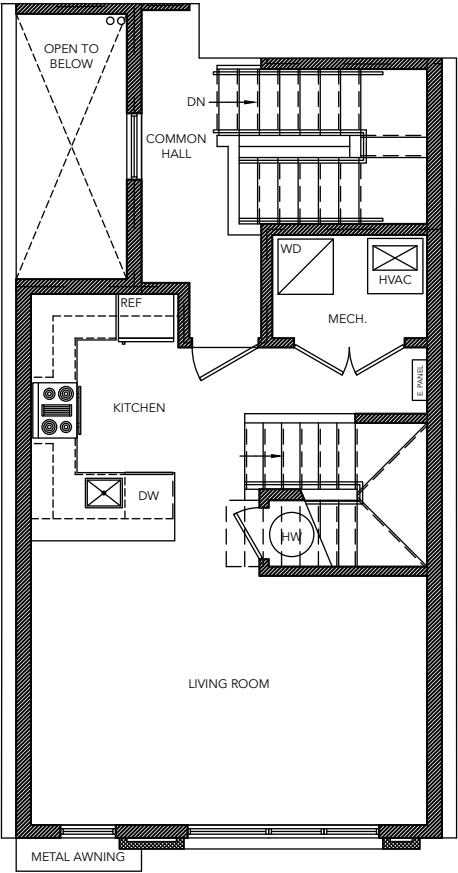 OPEN TO
BELOW
DN
COMMON
HALL
WD
HVAC
MECH.
REF
E. PANEL
KITCHEN
DW
HW
LIVING ROOM
METAL AWNING